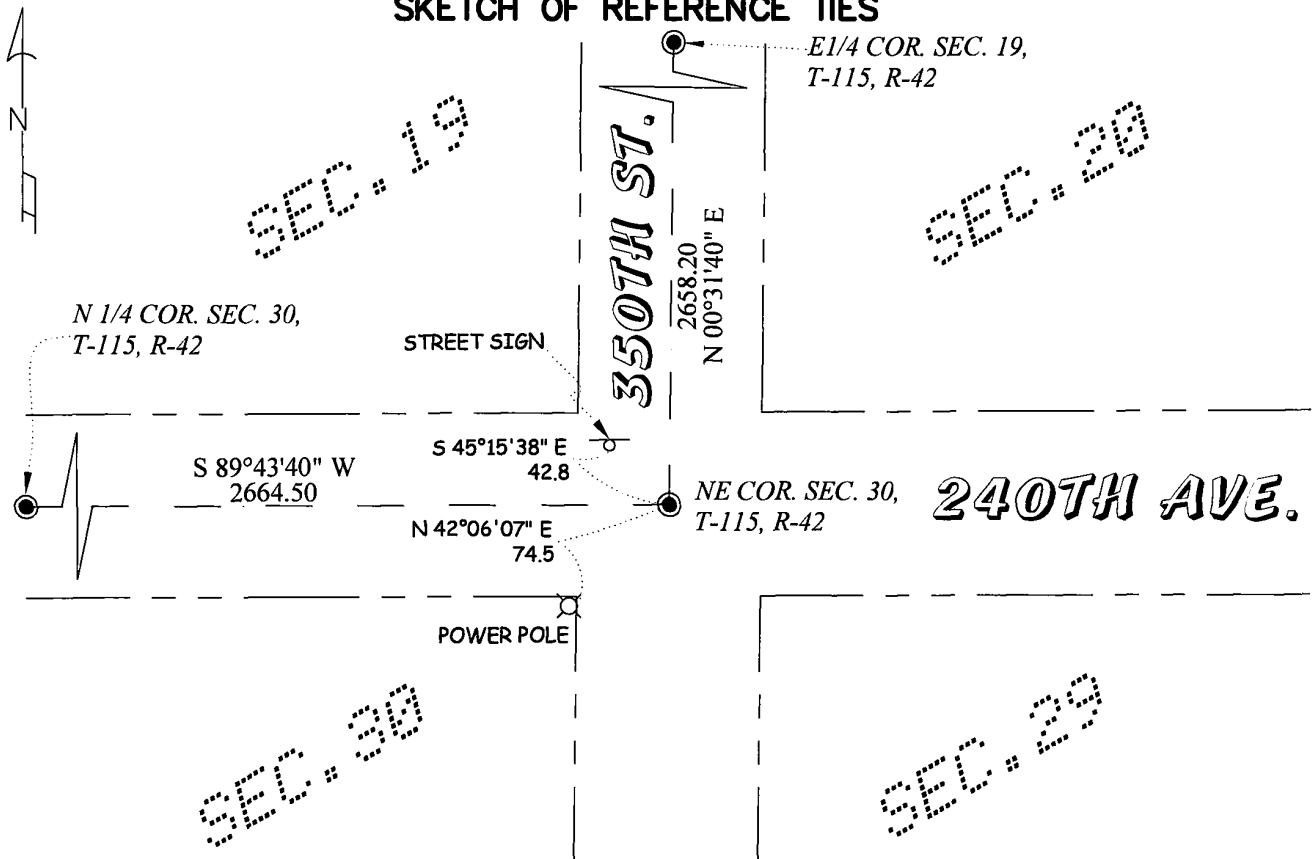 SKETCH OF REFERENCE TIES
E1/4 COR. SEC. 19,
T-115, R-42
N
SEC. 19
SEC. 20
350TH ST.
2658.20
N 00°31'40" E
N 1/4 COR. SEC. 30,
T-115, R-42
STREET SIGN
S 45°15'38" E
42.8
S 89°43'40" W
2664.50
NE COR. SEC. 30,
T-115, R-42
240TH AVE.
N 42°06'07" E
74.5
POWER POLE
SEC. 30
SEC. 29